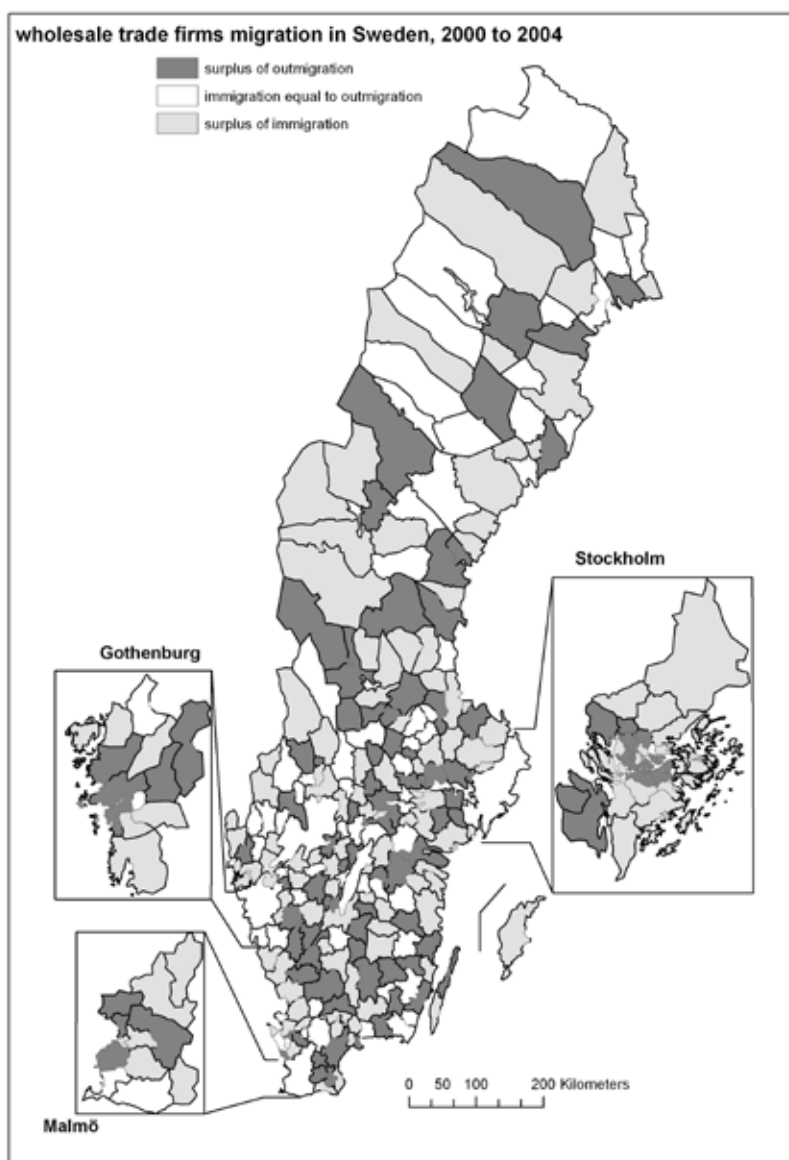 wholesale trade firms migration in Sweden, 2000 to 2004
surplus of outmigration
immigration equal to outmigration
surplus of immigration
Stockholm
Gothenburg
Malmö
0 50 100 200 Kilometers